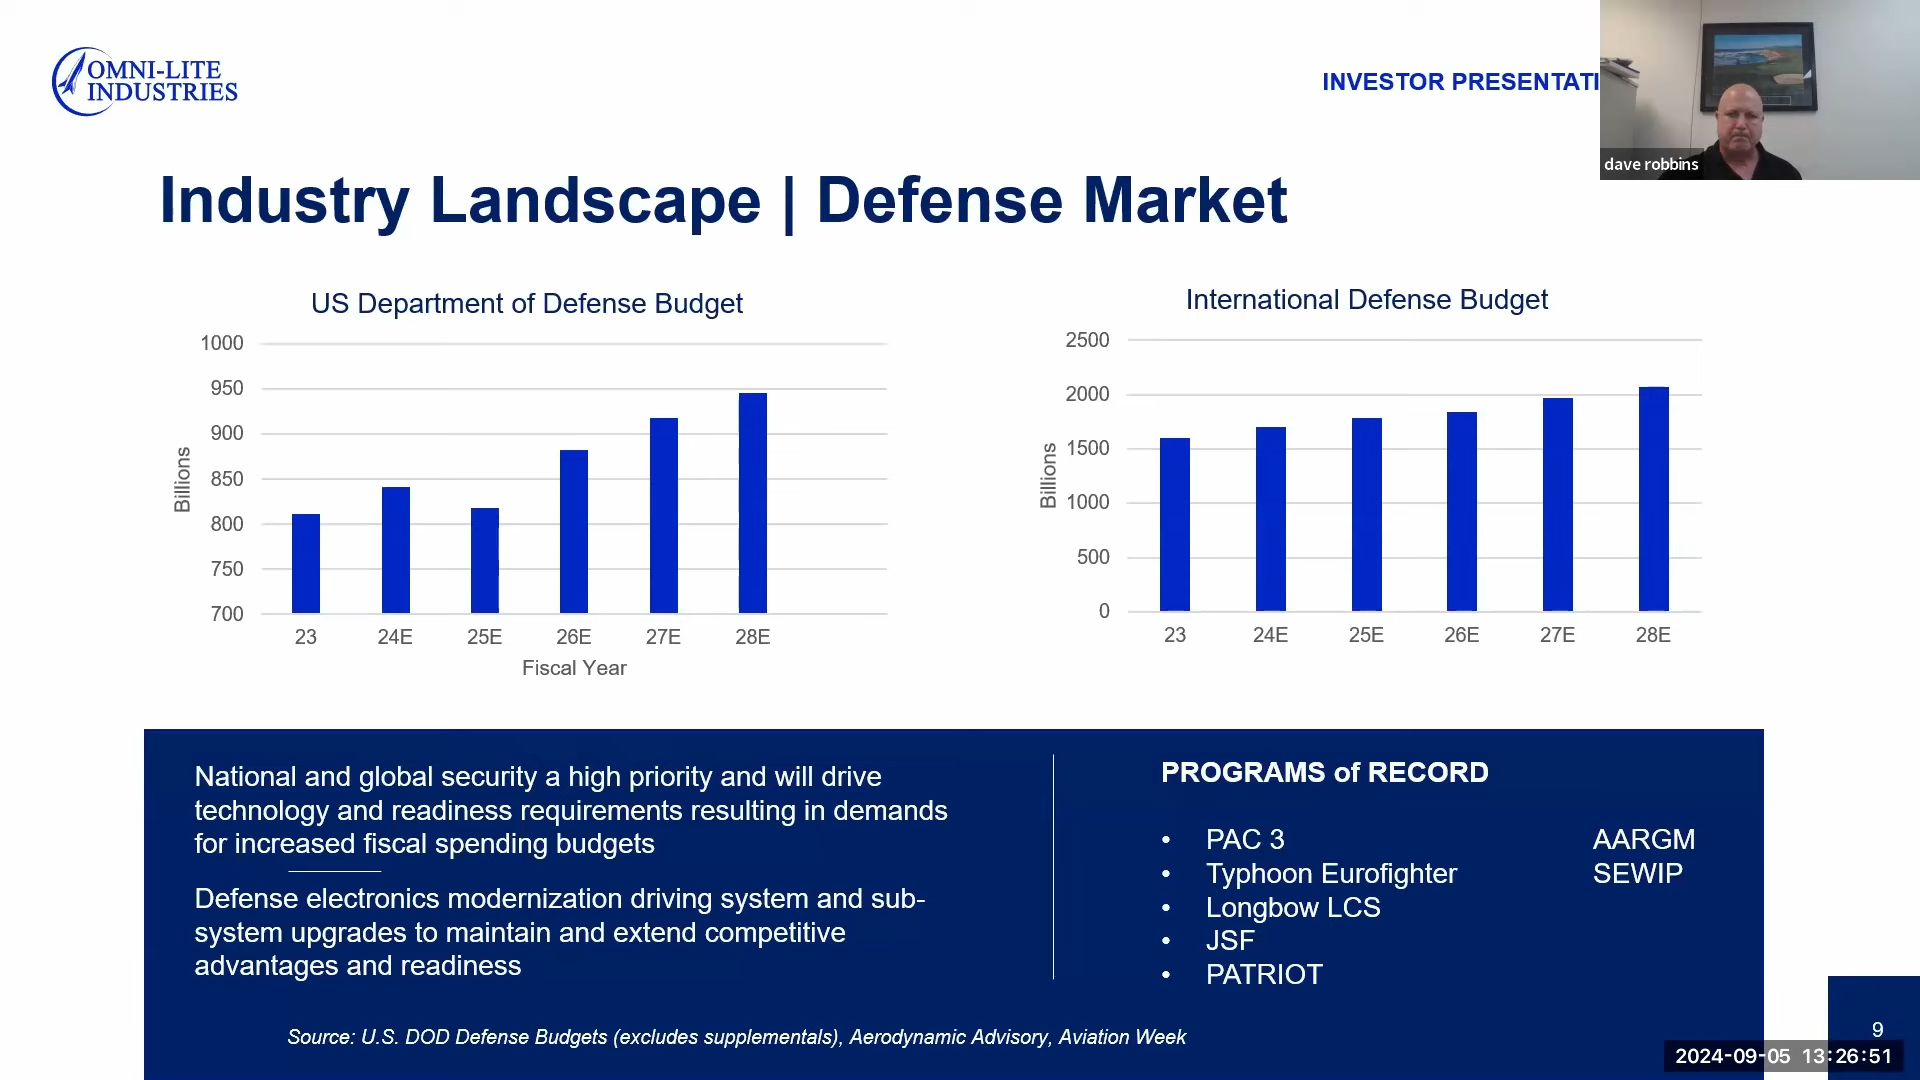 OMNI-LITE
INDUSTRIES
INVESTOR PRESENTATI
dave robbins
Industry Landscape | Defense Market
US Department of Defense Budget
1000
950
900
850
800
750
700
Billions
23 24E 25E 26E 27E 28E
Fiscal Year
International Defense Budget
2500
2000
1500
1000
500
0
Billions
23 24E 25E 26E 27E 28E
National and global security a high priority and will drive
technology and readiness requirements resulting in demands
for increased fiscal spending budgets
Defense electronics modernization driving system and sub-
system upgrades to maintain and extend competitive
advantages and readiness
PROGRAMS of RECORD
• PAC 3 AARGM
• Typhoon Eurofighter SEWIP
• Longbow LCS
• JSF
• PATRIOT
Source: U.S. DOD Defense Budgets (excludes supplementals), Aerodynamic Advisory, Aviation Week
9
2024-09-05 13:26:51